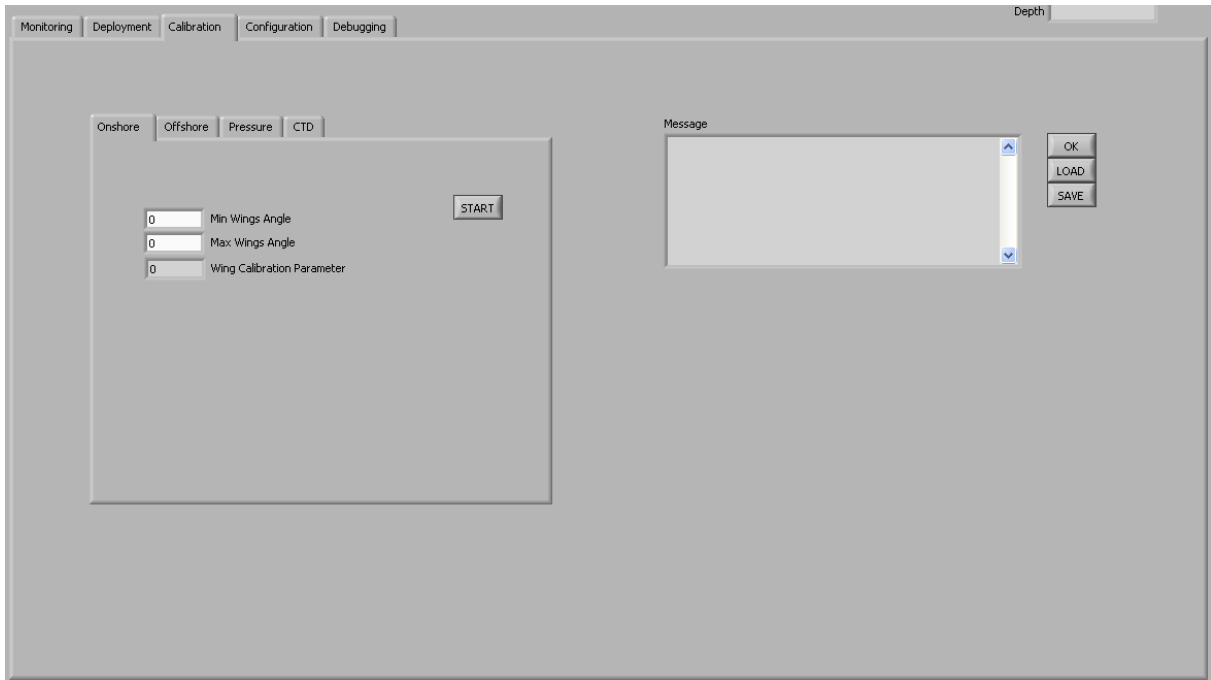 Depth
Monitoring Deployment Calibration Configuration Debugging
Onshore Offshore Pressure CTD
START
0 Min Wings Angle
0 Max Wings Angle
0 Wing Calibration Parameter
Message
OK
LOAD
SAVE